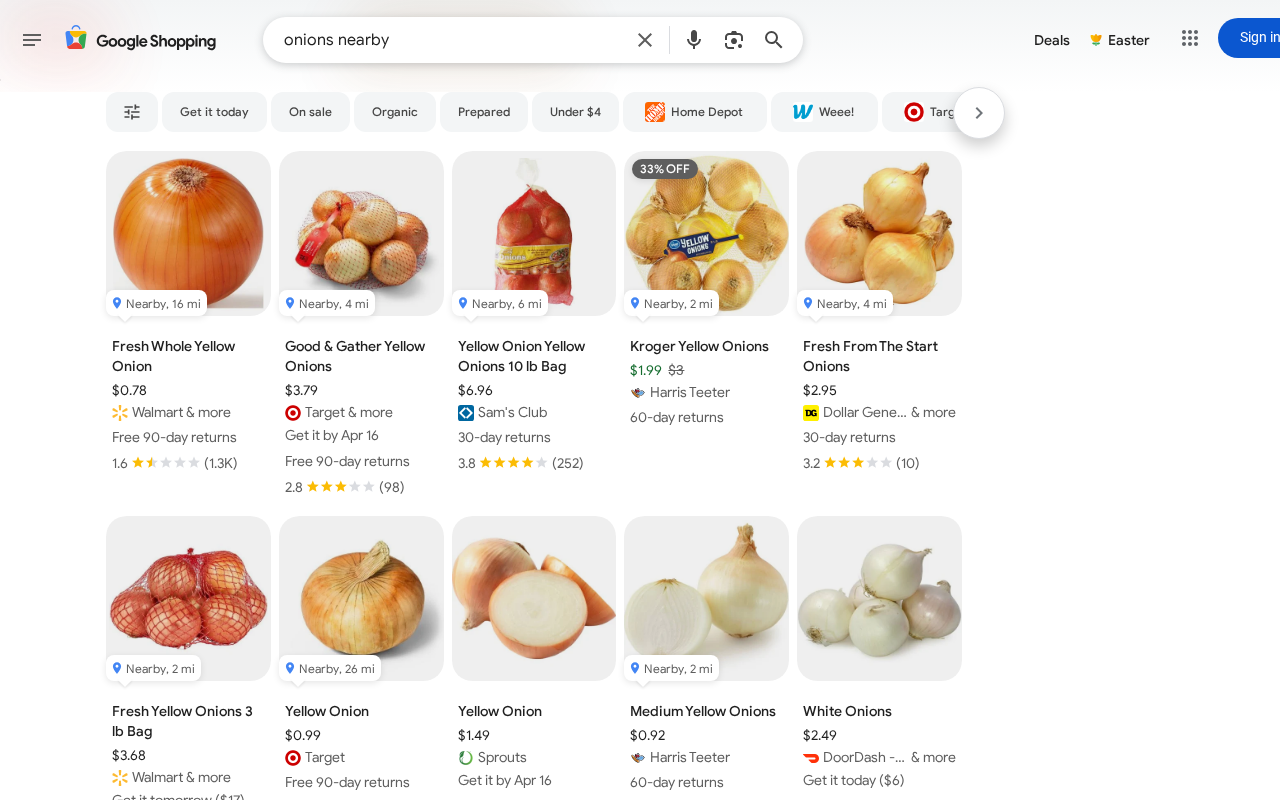 Google Shopping
onions nearby
Deals
Easter
Sign in
Get it today
On sale
Organic
Prepared
Under $4
Home Depot
Weee!
Targ
33% OFF
YELLOW
ONIONS
Nearby, 16 mi
Nearby, 4 mi
Nearby, 6 mi
Nearby, 2 mi
Nearby, 4 mi
Fresh Whole Yellow
Onion
$0.78
Walmart & more
Free 90-day returns
1.6 (1.3K)
Good & Gather Yellow
Onions
$3.79
Target & more
Get it by Apr 16
Free 90-day returns
2.8 (98)
Yellow Onion Yellow
Onions 10 lb Bag
$6.96
Sam's Club
30-day returns
3.8 (252)
Kroger Yellow Onions
$1.99 $3
Harris Teeter
60-day returns
Fresh From The Start
Onions
$2.95
DG Dollar Gene... & more
30-day returns
3.2 (10)
Nearby, 2 mi
Nearby, 26 mi
Nearby, 2 mi
Fresh Yellow Onions 3
lb Bag
$3.68
Walmart & more
Get it tomorrow ($17)
Yellow Onion
$0.99
Target
Free 90-day returns
Yellow Onion
$1.49
Sprouts
Get it by Apr 16
Medium Yellow Onions
$0.92
Harris Teeter
60-day returns
White Onions
$2.49
DoorDash -... & more
Get it today ($6)